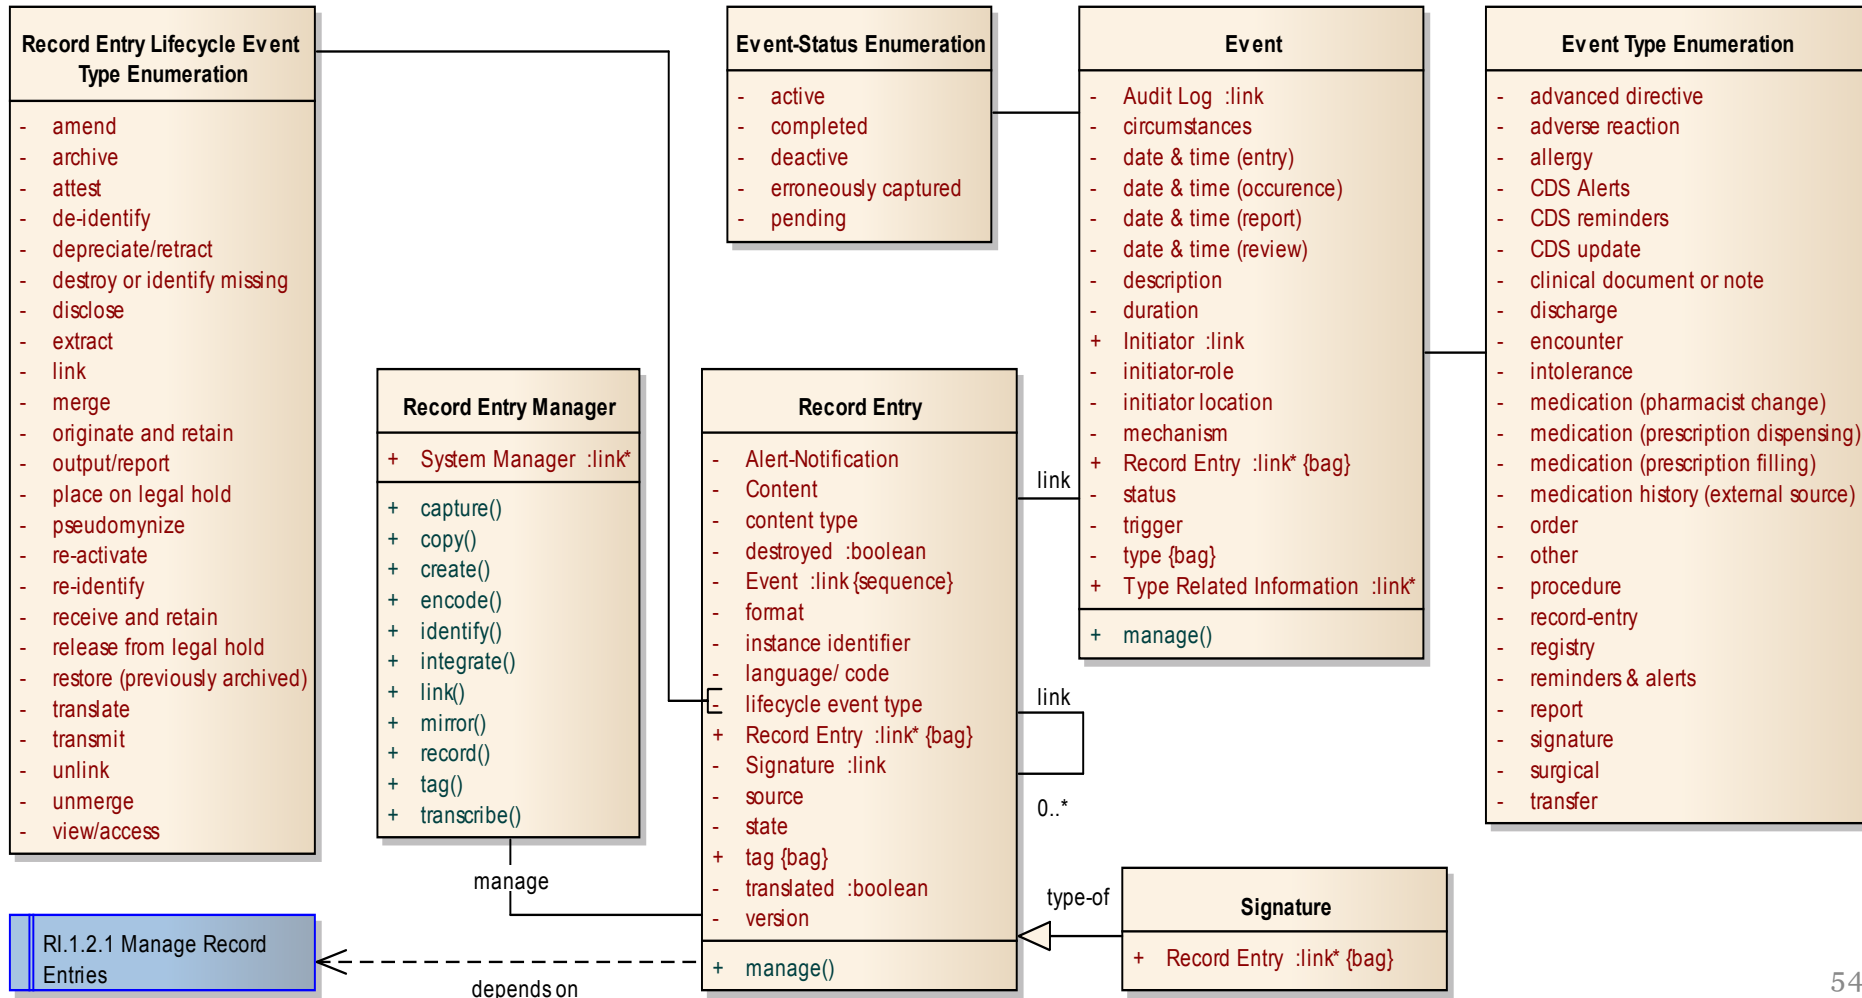 Record Entry Lifecycle Event
Type Enumeration
- amend
- archive
- attest
- de-identify
- depreciate/retract
- destroy or identify missing
- disclose
- extract
- link
- merge
- originate and retain
- output/report
- place on legal hold
- pseudomynize
- re-activate
- re-identify
- receive and retain
- release from legal hold
- restore (previously archived)
- translate
- transmit
- unlink
- unmerge
- view/access
Event-Status Enumeration
- active
- completed
- deactive
- erroneously captured
- pending
Event
- Audit Log :link
- circumstances
- date & time (entry)
- date & time (occurence)
- date & time (report)
- date & time (review)
- description
- duration
+ Initiator :link
- initiator-role
- initiator location
- mechanism
+ Record Entry :link* {bag}
- status
- trigger
- type {bag}
+ Type Related Information :link*
+ manage()
Event Type Enumeration
- advanced directive
- adverse reaction
- allergy
- CDS Alerts
- CDS reminders
- CDS update
- clinical document or note
- discharge
- encounter
- intolerance
- medication (pharmacist change)
- medication (prescription dispensing)
- medication (prescription filling)
- medication history (external source)
- order
- other
- procedure
- record-entry
- registry
- reminders & alerts
- report
- signature
- surgical
- transfer
Record Entry Manager
+ System Manager :link*
+ capture()
+ copy()
+ create()
+ encode()
+ identify()
+ integrate()
+ link()
+ mirror()
+ record()
+ tag()
+ transcribe()
manage
Record Entry
- Alert-Notification
- Content
- content type
- destroyed :boolean
- Event :link {sequence}
- format
- instance identifier
- language/ code
- lifecycle event type
+ Record Entry :link* {bag}
- Signature :link
- source
- state
+ tag {bag}
- translated :boolean
- version
+ manage()
link
link
0..*
type-of
Signature
+ Record Entry :link* {bag}
RI.1.2.1 Manage Record
Entries
depends on
54